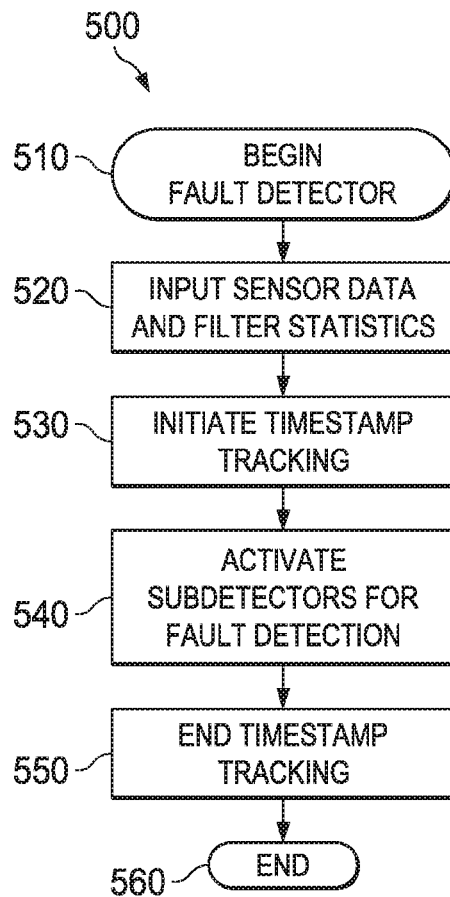 500
510
BEGIN
FAULT DETECTOR
520
INPUT SENSOR DATA
AND FILTER STATISTICS
530
INITIATE TIMESTAMP
TRACKING
540
ACTIVATE
SUBDETECTORS FOR
FAULT DETECTION
550
END TIMESTAMP
TRACKING
560
END